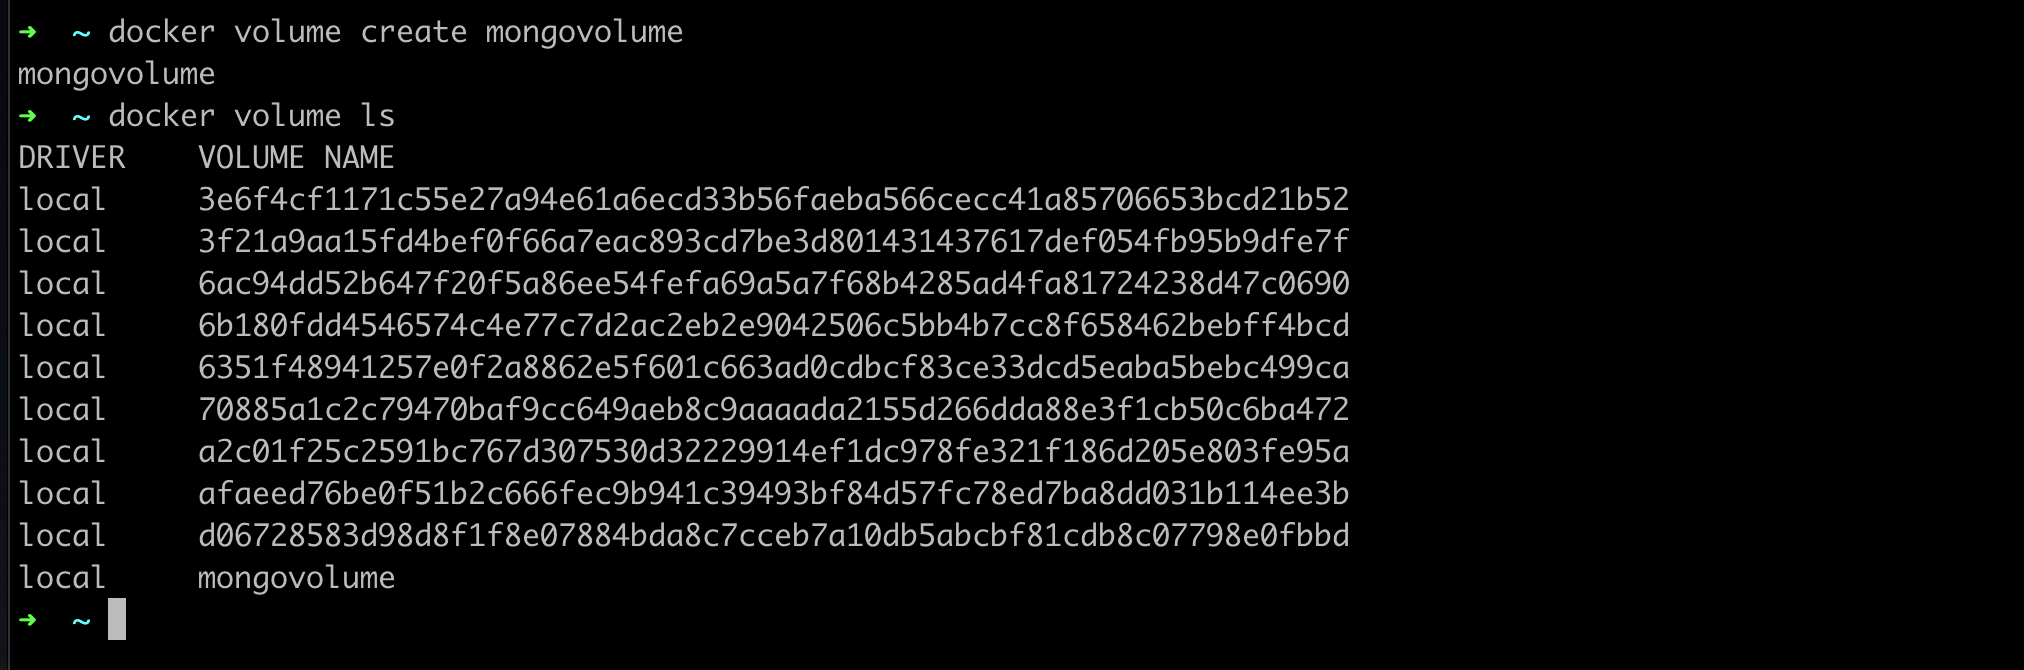 ➜  ~ docker volume create mongovolume
mongovolume
➜  ~ docker volume ls
DRIVER    VOLUME NAME
local     3e6f4cf1171c55e27a94e61a6ecd33b56faeba566cecc41a85706653bcd21b52
local     3f21a9aa15fd4bef0f66a7eac893cd7be3d801431437617def054fb95b9dfe7f
local     6ac94dd52b647f20f5a86ee54fefa69a5a7f68b4285ad4fa81724238d47c0690
local     6b180fdd4546574c4e77c7d2ac2eb2e9042506c5bb4b7cc8f658462bebff4bcd
local     6351f48941257e0f2a8862e5f601c663ad0cdbcf83ce33dcd5eaba5bebc499ca
local     70885a1c2c79470baf9cc649aeb8c9aaaada2155d266dda88e3f1cb50c6ba472
local     a2c01f25c2591bc767d307530d32229914ef1dc978fe321f186d205e803fe95a
local     afaeed76be0f51b2c666fec9b941c39493bf84d57fc78ed7ba8dd031b114ee3b
local     d06728583d98d8f1f8e07884bda8c7cceb7a10db5abcbf81cdb8c07798e0fbbd
local     mongovolume
➜  ~